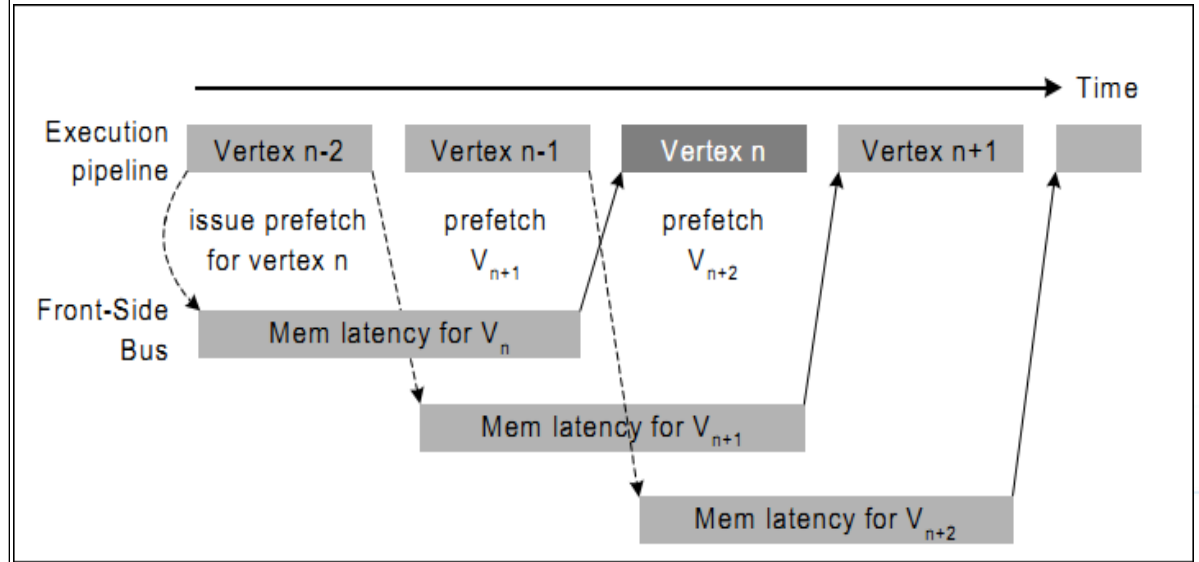 Time
Execution
pipeline
Vertex n-2
Vertex n-1
Vertex n
Vertex n+1
issue prefetch
for vertex n
prefetch
Vn+1
prefetch
Vn+2
Front-Side
Bus
Mem latency for Vn
Mem latency for Vn+1
Mem latency for Vn+2